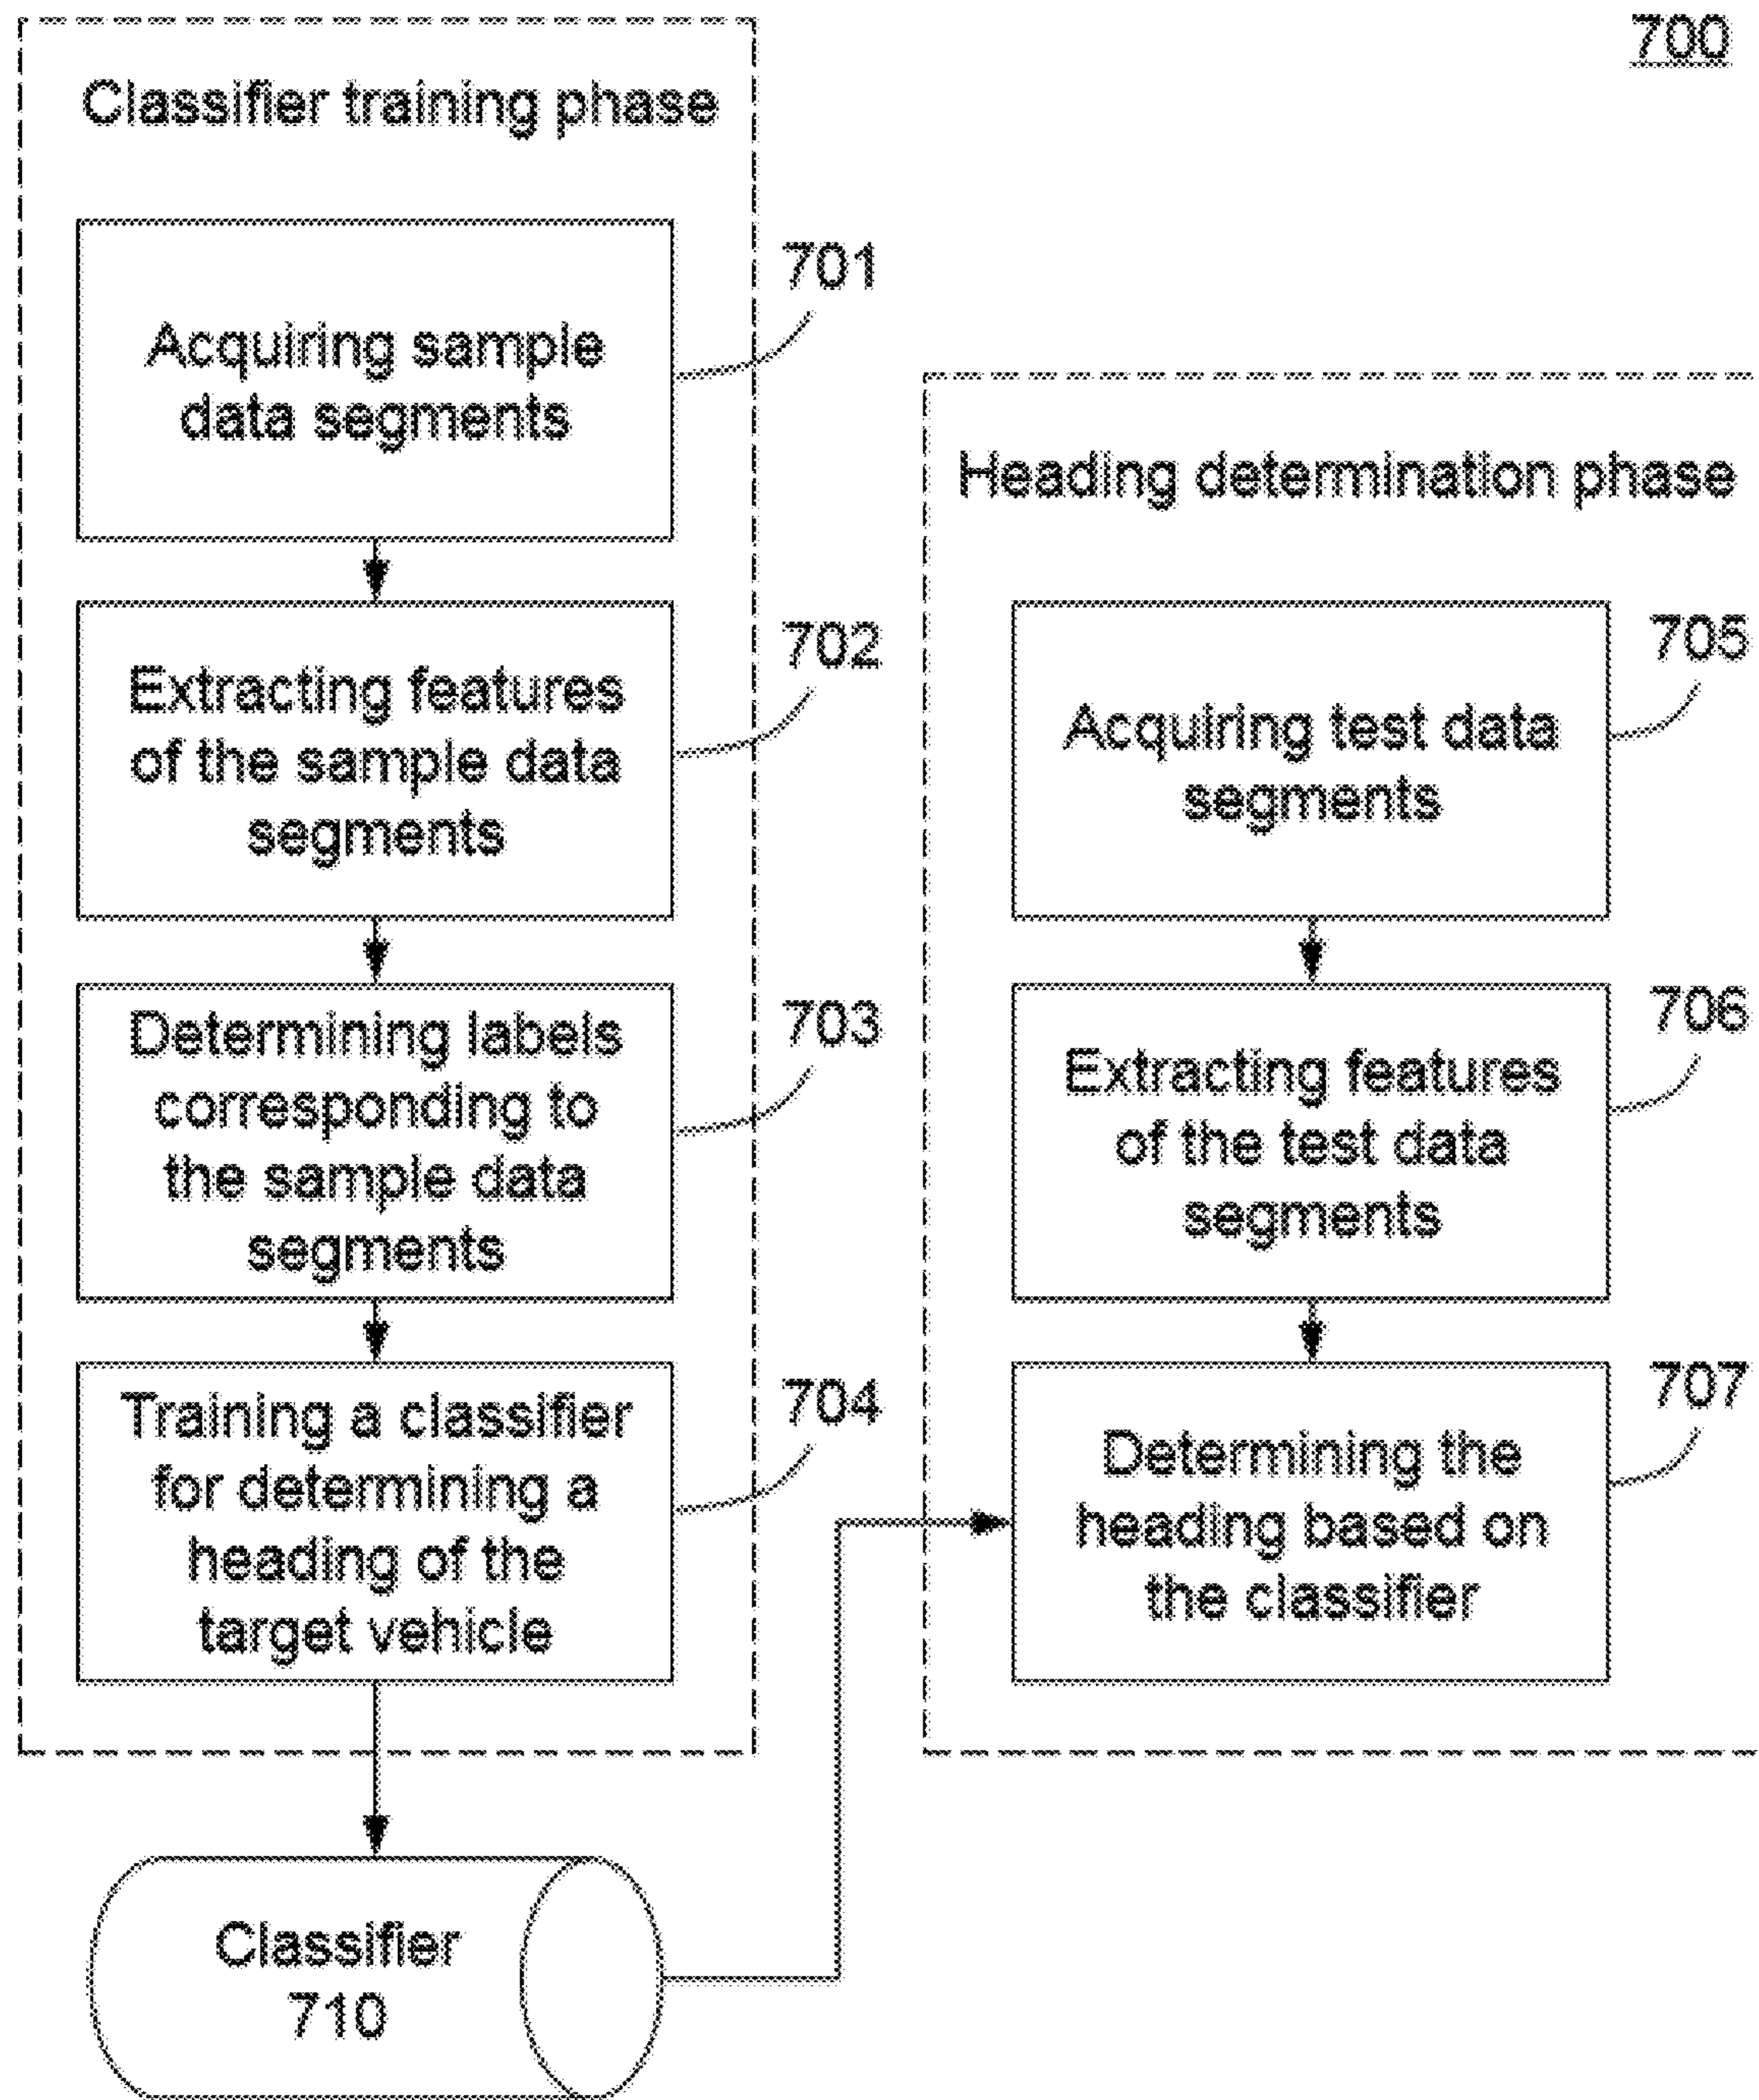 700
Classifier training phase
701
Acquiring sample
data segments
702
Extracting features
of the sample data
segments
703
Determining labels
corresponding to
the sample data
segments
704
Training a classifier
for determining a
heading of the
target vehicle
Classifier
710
Heading determination phase
705
Acquiring test data
segments
706
Extracting features
of the test data
segments
707
Determining the
heading based on
the classifier